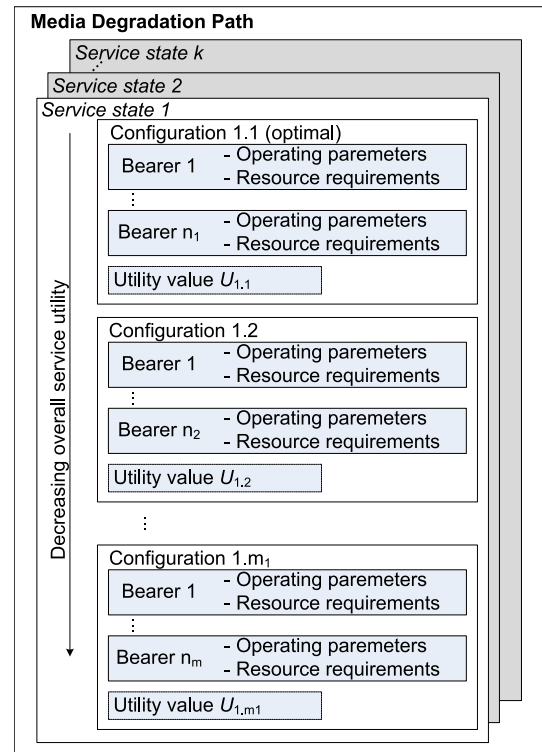 Media Degradation Path
Service state k
⋰
Service state 2
Service state 1
Decreasing overall service utility
Configuration 1.1 (optimal)
Bearer 1 - Operating paremeters
- Resource requirements
⋮
Bearer n₁ - Operating paremeters
- Resource requirements
Utility value U₁.₁
Configuration 1.2
Bearer 1 - Operating paremeters
- Resource requirements
⋮
Bearer n₂ - Operating paremeters
- Resource requirements
Utility value U₁.₂
⋮
Configuration 1.m₁
Bearer 1 - Operating paremeters
- Resource requirements
⋮
Bearer nₘ - Operating paremeters
- Resource requirements
Utility value U₁.ₘ₁